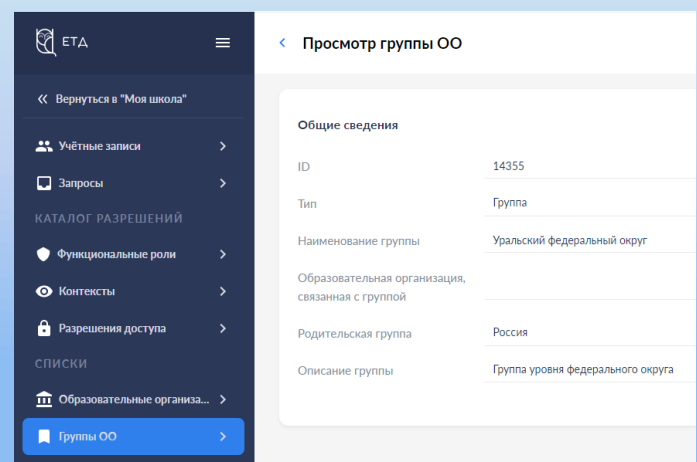 ЕТД
Просмотр группы ОО
Вернуться в "Моя школа"
Учётные записи
Запросы
КАТАЛОГ РАЗРЕШЕНИЙ
Функциональные роли
Контексты
Разрешения доступа
СПИСКИ
Образовательные организа...
Группы ОО
Общие сведения
ID
14355
Тип
Группа
Наименование группы
Уральский федеральный округ
Образовательная организация,
связанная с группой
Родительская группа
Россия
Описание группы
Группа уровня федерального округа